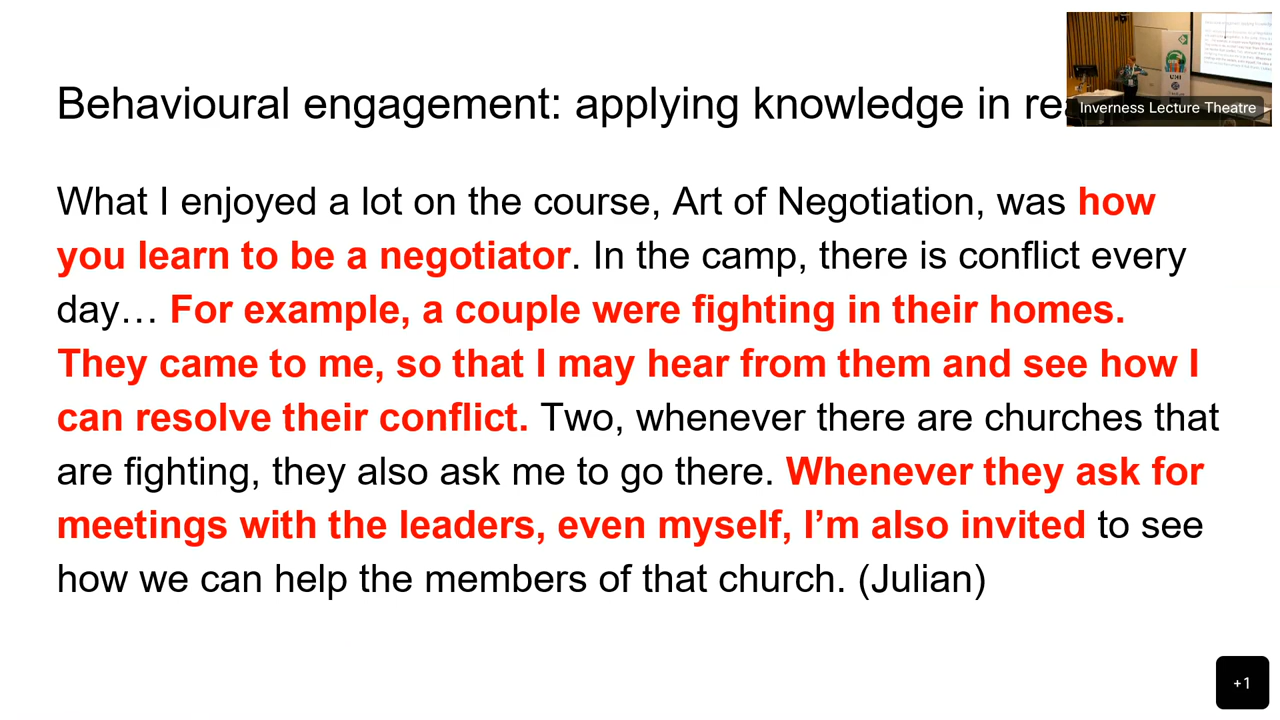 Behavioural engagement: applying knowledge in rea
Inverness Lecture Theatre
What I enjoyed a lot on the course, Art of Negotiation, was how
you learn to be a negotiator. In the camp, there is conflict every
day… For example, a couple were fighting in their homes.
They came to me, so that I may hear from them and see how I
can resolve their conflict. Two, whenever there are churches that
are fighting, they also ask me to go there. Whenever they ask for
meetings with the leaders, even myself, I’m also invited to see
how we can help the members of that church. (Julian)
+1